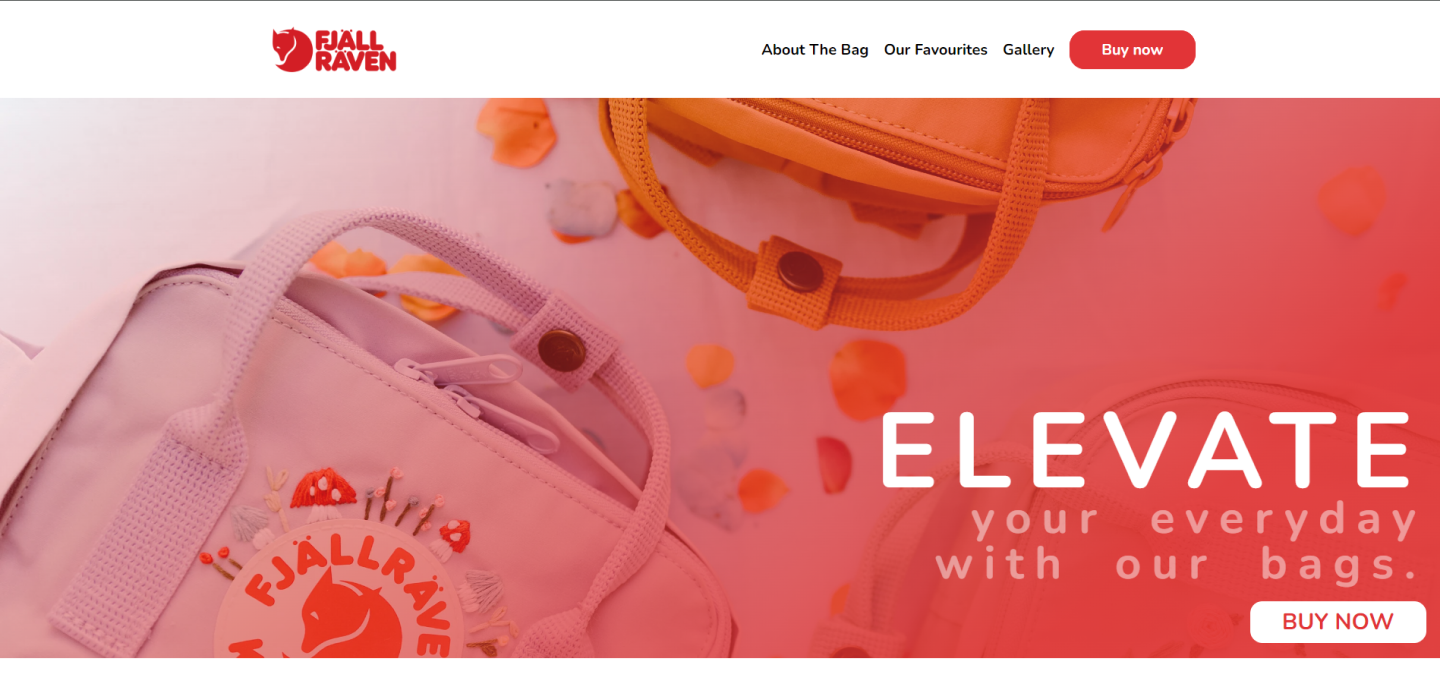 FJÄLL
RÄVEN
About The Bag Our Favourites Gallery Buy now
ELEVATE
your everyday
with our bags.
BUY NOW
FJÄLLRÄVE